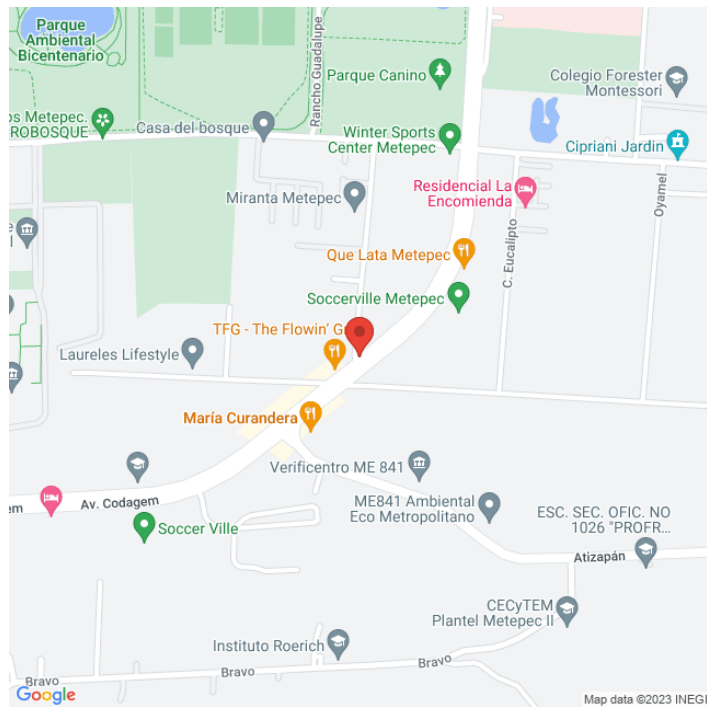 Parque
Ambiental
Bicentenario
Rancho Guadalupe
Parque Canino
Colegio Forester
Montessori
os Metepec.
ROBOSQUE
Casa del bosque
Winter Sports
Center Metepec
Cipriani Jardin
Miranta Metepec
Residencial La
Encomienda
Oyamel
C. Eucalipto
Que Lata Metepec
Soccerville Metepec
TFG - The Flowin' G
Laureles Lifestyle
María Curandera
Verificentro ME 841
em
Av. Codagem
ME841 Ambiental
Eco Metropolitano
ESC. SEC. OFIC. NO
1026 "PROFR...
Soccer Ville
Atizapán
CECyTEM
Plantel Metepec II
Instituto Roerich
Bravo
Bravo
Bravo
Google
Map data ©2023 INEGI